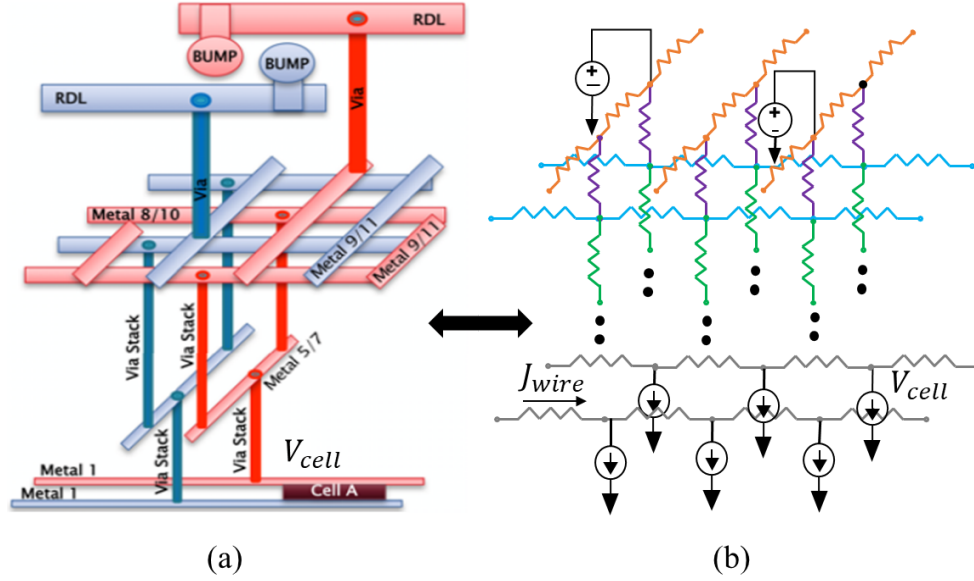 RDL
BUMP
BUMP
RDL
Via
Via
Metal 8/10
Metal 9/11
Metal 9/11
Via Stack
Via Stack
Metal 5/7
Via Stack
Via Stack
V_cell
Metal 1
Metal 1
Cell A
(a)
+
−
+
−
J_wire
V_cell
(b)